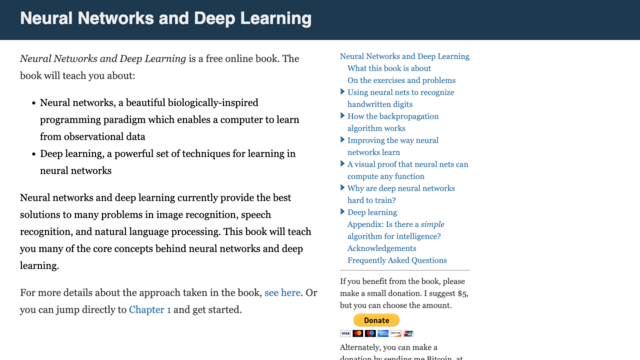 Neural Networks and Deep Learning
Neural Networks and Deep Learning is a free online book. The
book will teach you about:
• Neural networks, a beautiful biologically-inspired
programming paradigm which enables a computer to learn
from observational data
• Deep learning, a powerful set of techniques for learning in
neural networks
Neural networks and deep learning currently provide the best
solutions to many problems in image recognition, speech
recognition, and natural language processing. This book will teach
you many of the core concepts behind neural networks and deep
learning.
For more details about the approach taken in the book, see here. Or
you can jump directly to Chapter 1 and get started.
Neural Networks and Deep Learning
What this book is about
On the exercises and problems
Using neural nets to recognize
handwritten digits
How the backpropagation
algorithm works
Improving the way neural
networks learn
A visual proof that neural nets can
compute any function
Why are deep neural networks
hard to train?
Deep learning
Appendix: Is there a simple
algorithm for intelligence?
Acknowledgements
Frequently Asked Questions
If you benefit from the book, please
make a small donation. I suggest $5,
but you can choose the amount.
Donate
Alternately, you can make a
donation by sending me Bitcoin, at